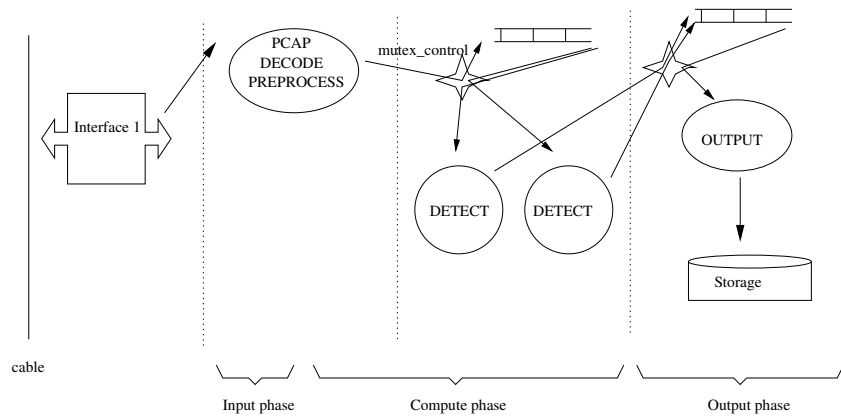 PCAP
DECODE
PREPROCESS
mutex_control
Interface 1
OUTPUT
DETECT
DETECT
Storage
cable
Input phase
Compute phase
Output phase